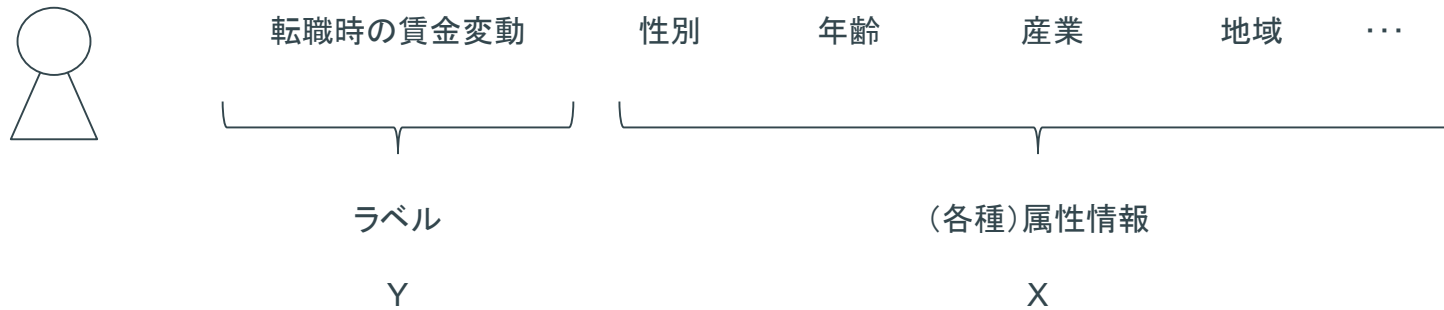 転職時の賃金変動 性別 年齢 産業 地域 ･･･
ラベル （各種）属性情報
Y X